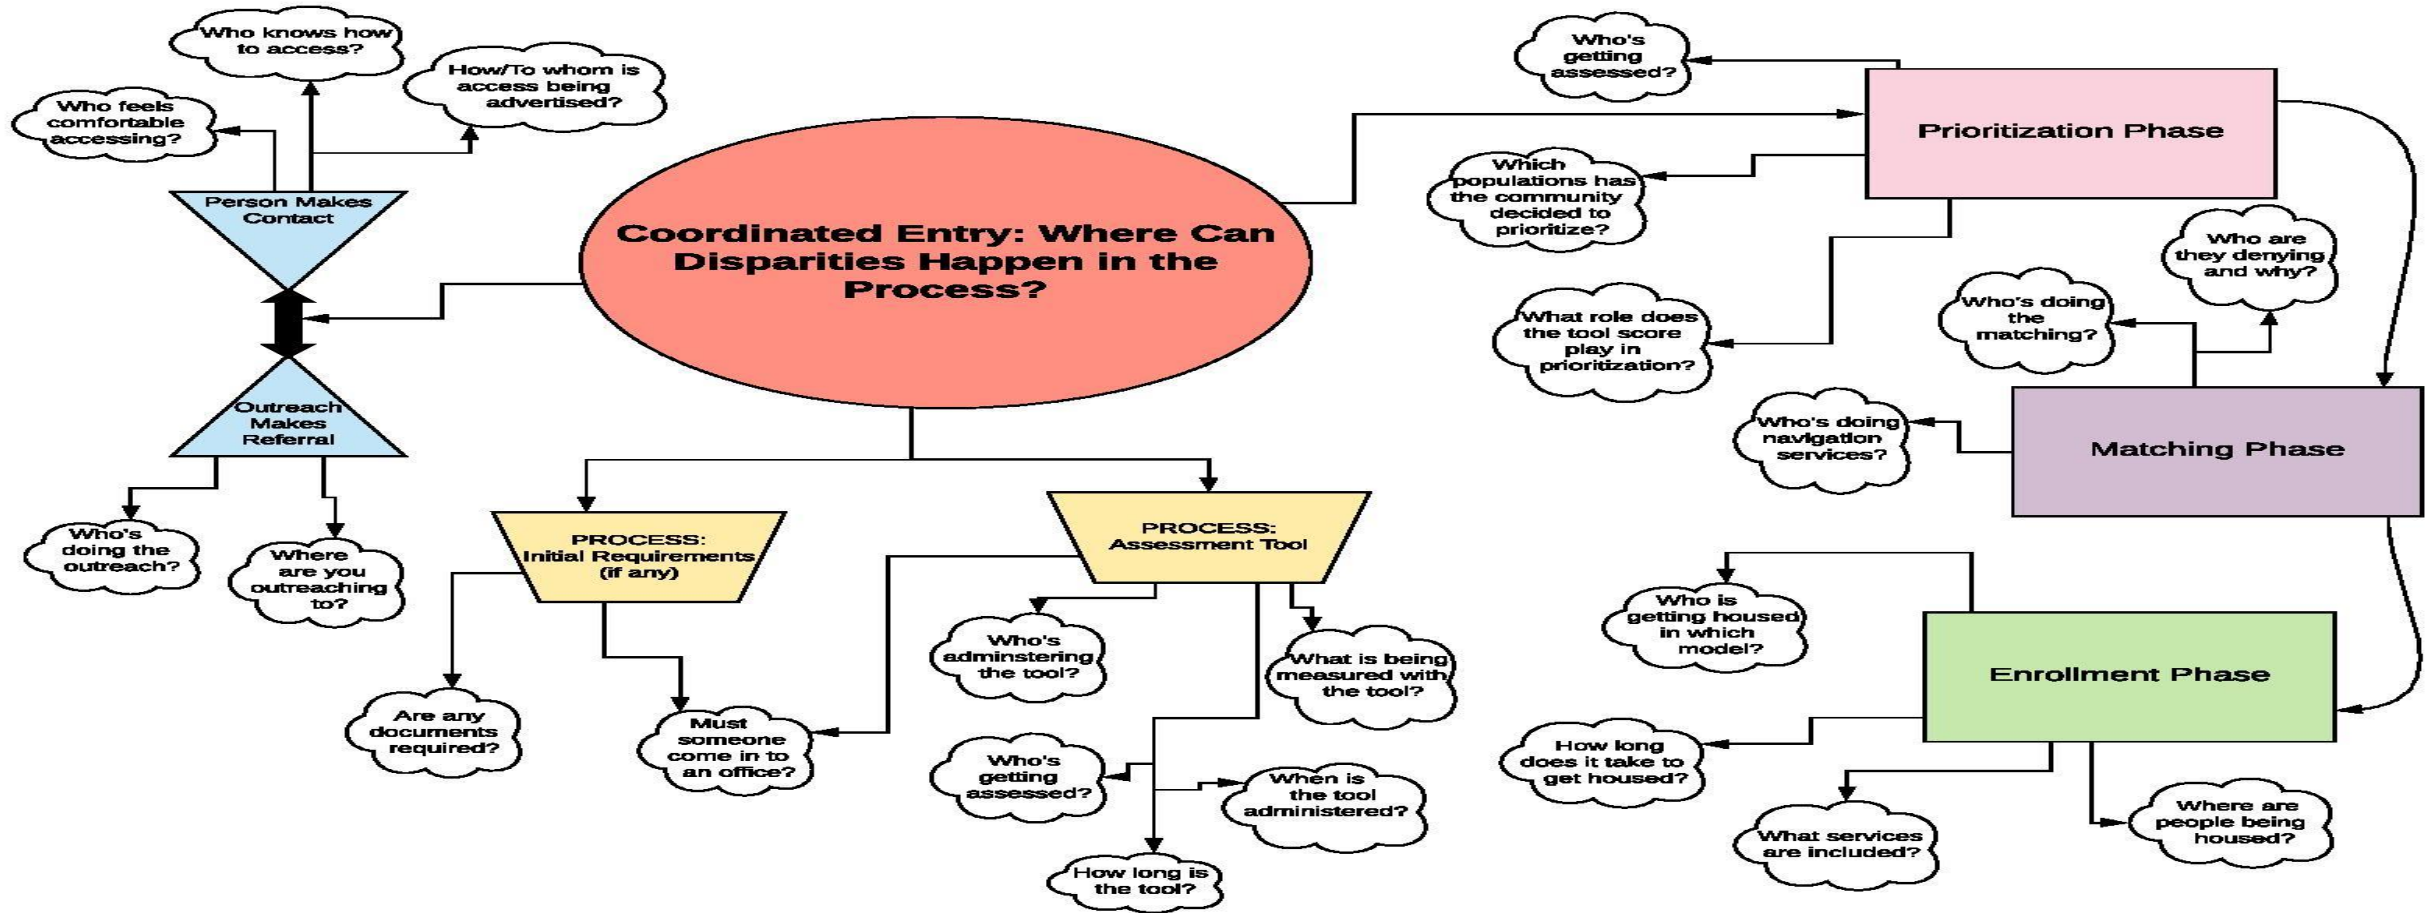 Who knows how
to access?
How/To whom is
access being
advertised?
Who feels
comfortable
accessing?
Person Makes
Contact
Outreach
Makes
Referral
Who's
doing the
outreach?
Where
are you
outreaching
to?
Coordinated Entry: Where Can
Disparities Happen in the
Process?
PROCESS:
Initial Requirements
(if any)
Are any
documents
required?
Must
someone
come in to
an office?
PROCESS:
Assessment Tool
Who's
adminstering
the tool?
What is being
measured with
the tool?
Who's
getting
assessed?
When is
the tool
administered?
How long is
the tool?
Who's
getting
assessed?
Prioritization Phase
Which
populations has
the community
decided to
prioritize?
What role does
the tool score
play in
prioritization?
Who are
they denying
and why?
Who's doing
the
matching?
Who's doing
navigation
services?
Matching Phase
Who is
getting housed
in which
model?
Enrollment Phase
How long
does it take to
get housed?
What services
are included?
Where are
people being
housed?